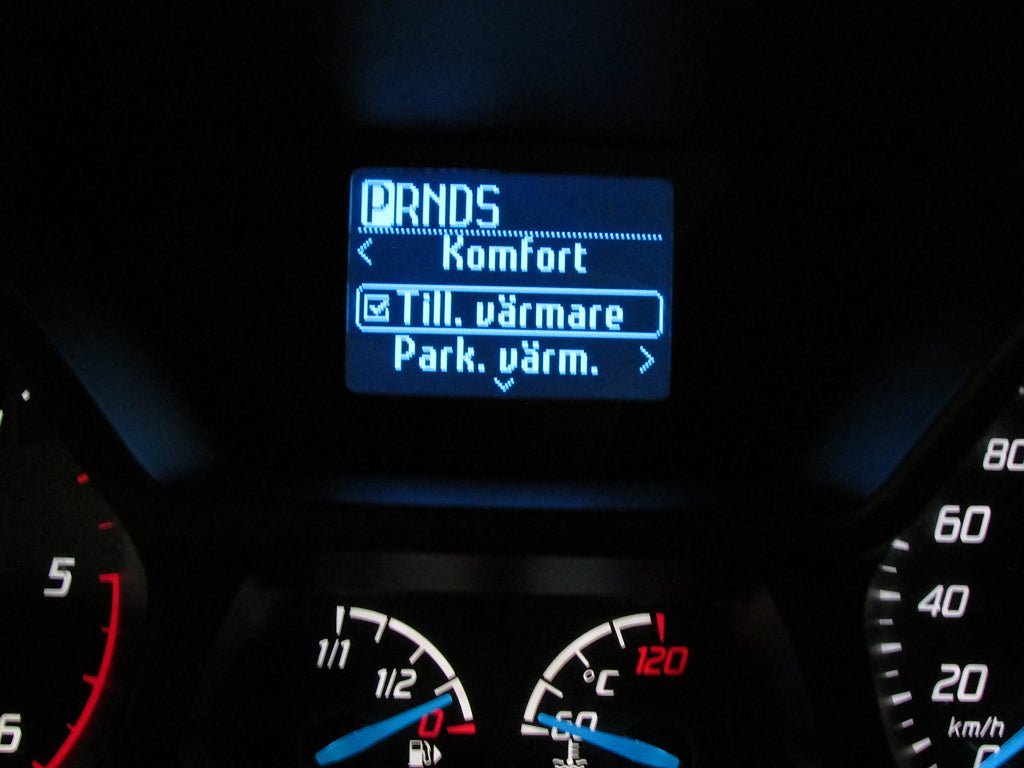 PRNDS
< Komfort
Till. värmare
Park. värm. >
80
60
40
20
km/h
0
5
6
1/1
1/2
0
120
°C
60